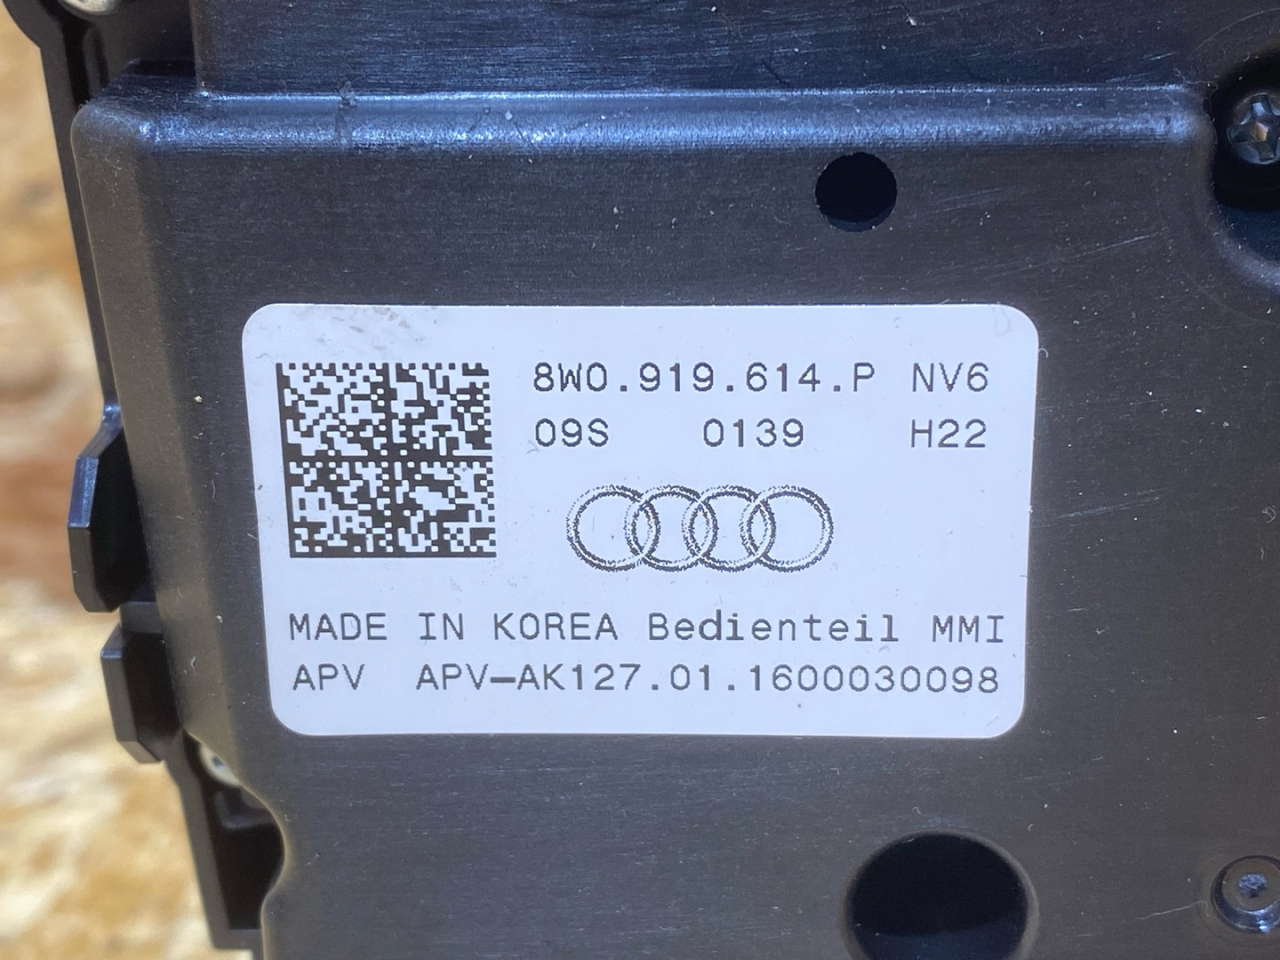 8W0.919.614.P NV6
09S 0139 H22
MADE IN KOREA Bedienteil MMI
APV APV-AK127.01.1600030098